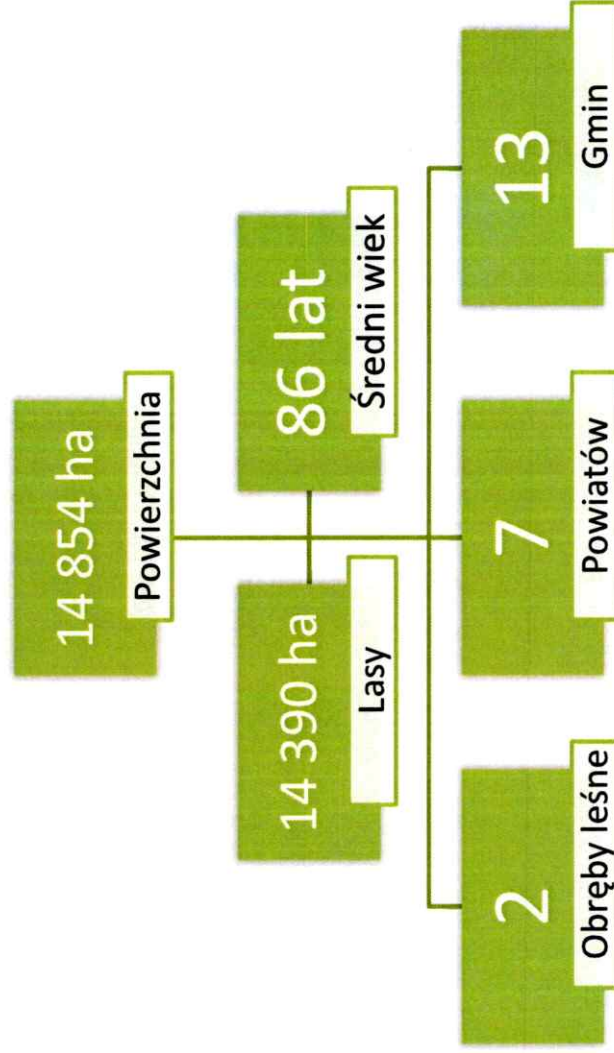 14 854 ha
Powierzchnia
14 390 ha
Lasy
86 lat
Średni wiek
2
Obręby leśne
7
Powiatów
13
Gmin